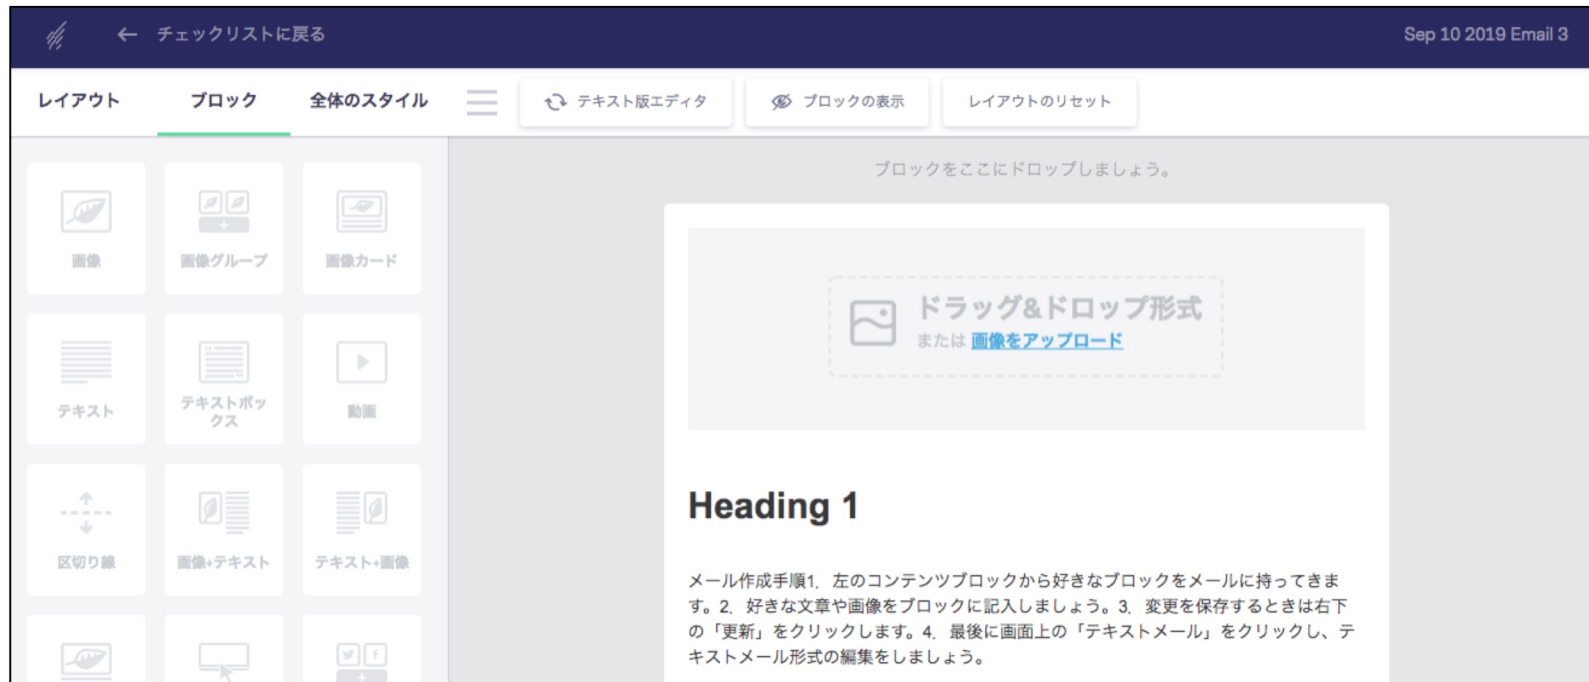 ← チェックリストに戻る
Sep 10 2019 Email 3
レイアウト
ブロック
全体のスタイル
テキスト版エディタ
ブロックの表示
レイアウトのリセット
画像
画像グループ
画像カード
テキスト
テキストボッ
クス
動画
区切り線
画像+テキスト
テキスト+画像
ブロックをここにドロップしましょう。
ドラッグ&ドロップ形式
または 画像をアップロード
Heading 1
メール作成手順1. 左のコンテンツブロックから好きなブロックをメールに持ってきま
す。2. 好きな文章や画像をブロックに記入しましょう。3. 変更を保存するときは右下
の「更新」をクリックします。4. 最後に画面上の「テキストメール」をクリックし、テ
キストメール形式の編集をしましょう。